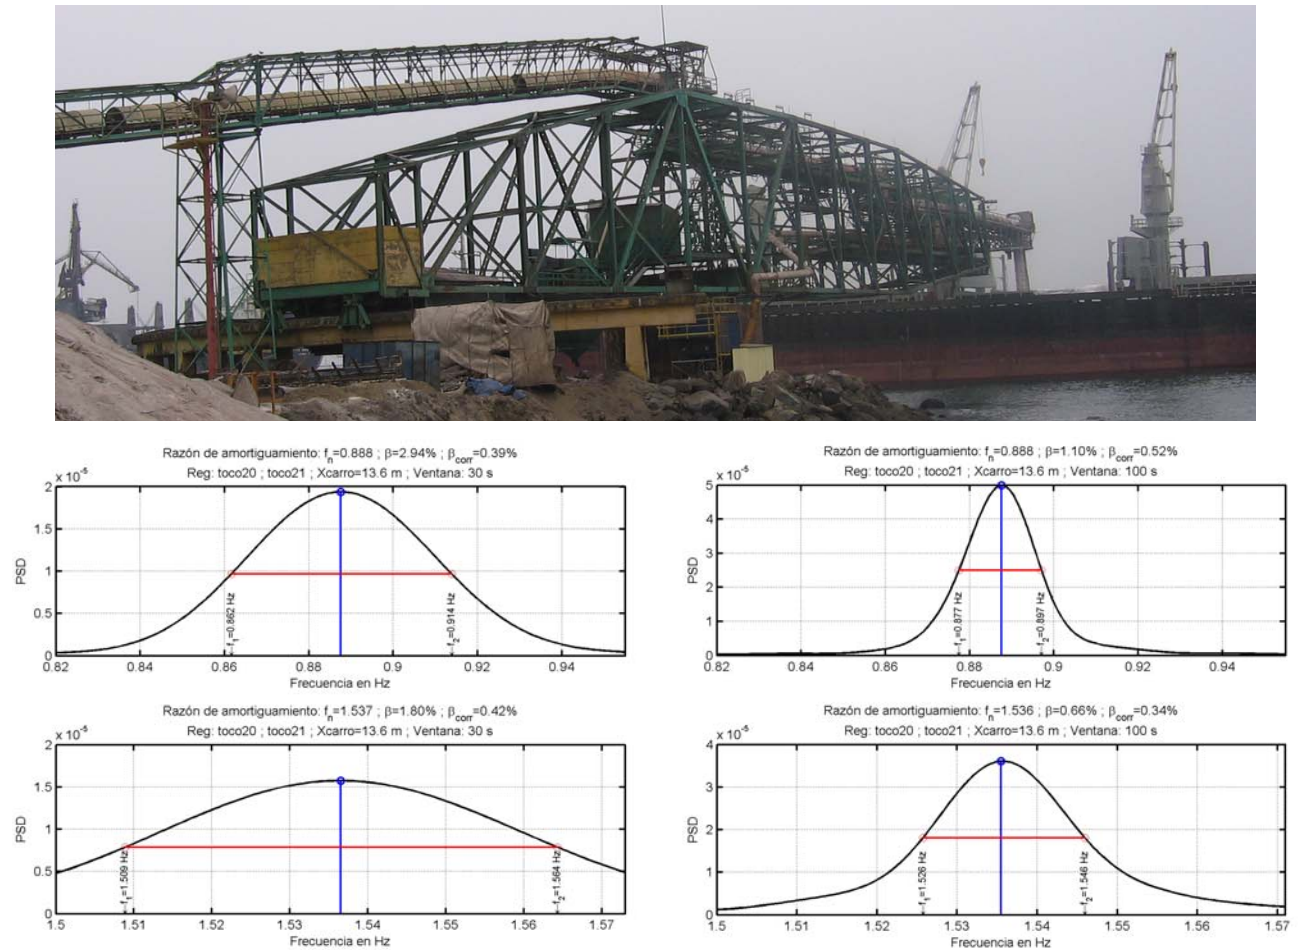 Razón de amortiguamiento: fn=0.888 ; β=2.94% ; βcorr=0.39%
Reg: toco20 ; toco21 ; Xcarro=13.6 m ; Ventana: 30 s
x 10⁻⁵
2
1.5
1
0.5
0
PSD
f1=0.862 Hz
f2=0.914 Hz
0.82 0.84 0.86 0.88 0.9 0.92 0.94
Frecuencia en Hz
Razón de amortiguamiento: fn=0.888 ; β=1.10% ; βcorr=0.52%
Reg: toco20 ; toco21 ; Xcarro=13.6 m ; Ventana: 100 s
x 10⁻⁵
5
4
3
2
1
0
PSD
f1=0.877 Hz
f2=0.897 Hz
0.82 0.84 0.86 0.88 0.9 0.92 0.94
Frecuencia en Hz
Razón de amortiguamiento: fn=1.537 ; β=1.80% ; βcorr=0.42%
Reg: toco20 ; toco21 ; Xcarro=13.6 m ; Ventana: 30 s
x 10⁻⁵
2
1.5
1
0.5
0
PSD
f1=1.509 Hz
f2=1.564 Hz
1.5 1.51 1.52 1.53 1.54 1.55 1.56 1.57
Frecuencia en Hz
Razón de amortiguamiento: fn=1.536 ; β=0.66% ; βcorr=0.34%
Reg: toco20 ; toco21 ; Xcarro=13.6 m ; Ventana: 100 s
x 10⁻⁵
4
3
2
1
0
PSD
f1=1.526 Hz
f2=1.546 Hz
1.5 1.51 1.52 1.53 1.54 1.55 1.56 1.57
Frecuencia en Hz